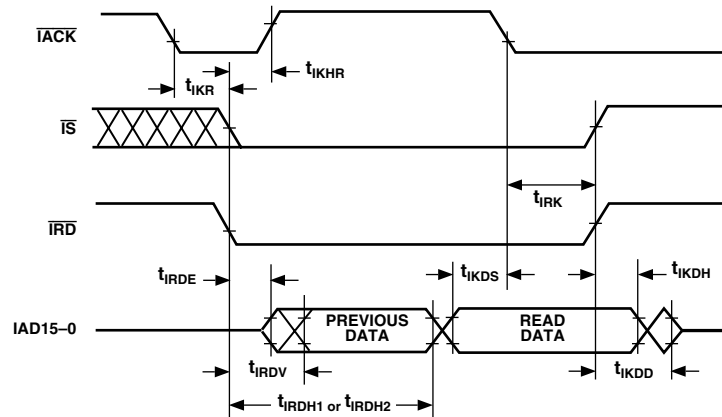 IACK
tIKHR
tIKR
IS
tIRK
IRD
tIRDE
tIKDS
tIKDH
IAD15–0
PREVIOUS
DATA
READ
DATA
tIRDV
tIKDD
tIRDH1 or tIRDH2